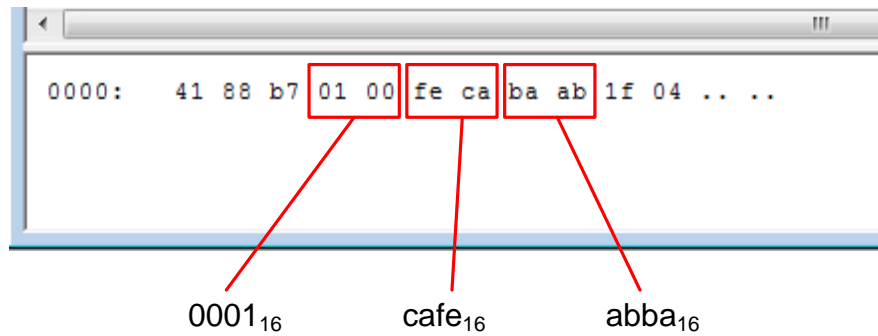 0000: 41 88 b7 01 00 fe ca ba ab 1f 04 .. ..
0001₁₆ cafe₁₆ abba₁₆